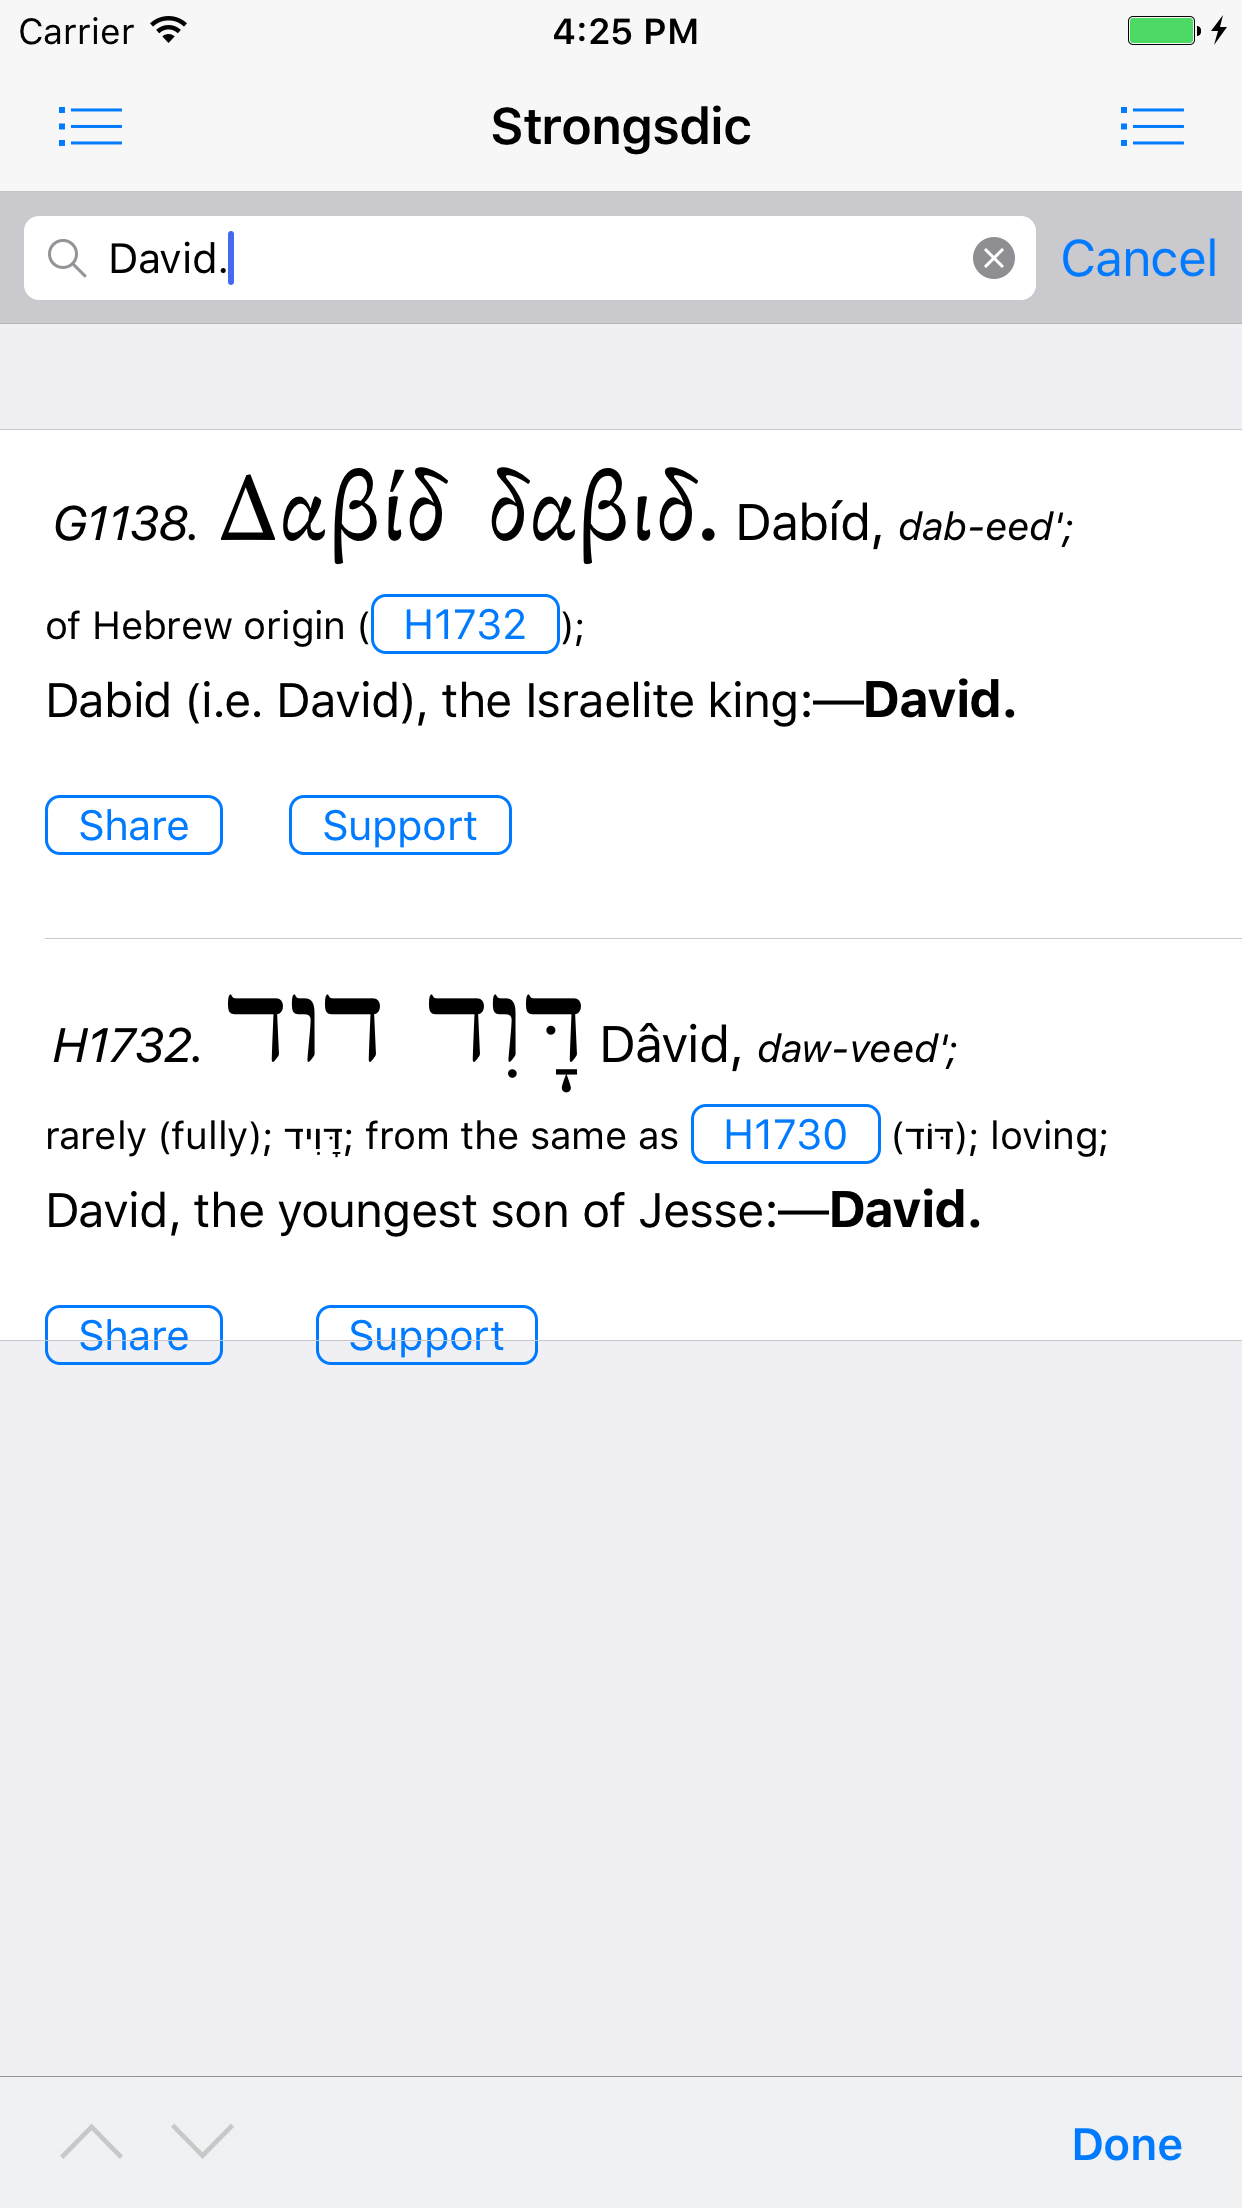 Carrier 4:25 PM
Strongsdic
David. Cancel
G1138. Δαβίδ δαβιδ. Dabíd, dab-eed';
of Hebrew origin ( H1732 );
Dabid (i.e. David), the Israelite king:—David.
Share Support
H1732. דָּוִד דוד Dâvid, daw-veed';
rarely (fully); דָּוִיד; from the same as H1730 (דּוֹד); loving;
David, the youngest son of Jesse:—David.
Share Support
Done